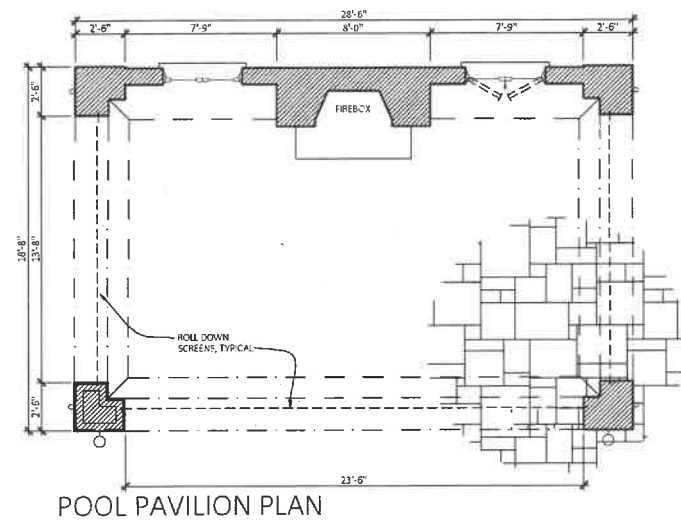 28'-6"
2'-6" 7'-9" 8'-0" 7'-9" 2'-6"
2'-6"
FIREBOX
18'-8"
13'-8"
ROLL DOWN
SCREENS, TYPICAL
2'-6"
23'-6"
POOL PAVILION PLAN